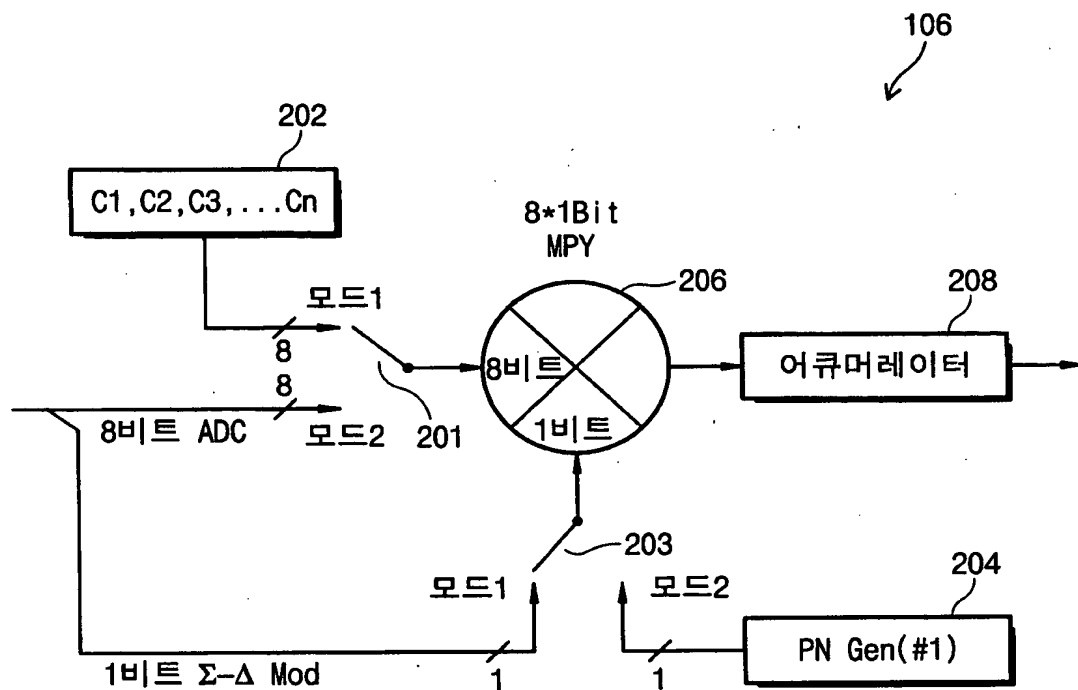 106
202
C1,C2,C3,...Cn
8*1Bit
MPY
206
208
모드1
8
8비트
어큐머레이터
8
8비트 ADC
모드2
201
1비트
203
모드1
모드2
204
1비트 Σ-Δ Mod
1
1
PN Gen(#1)